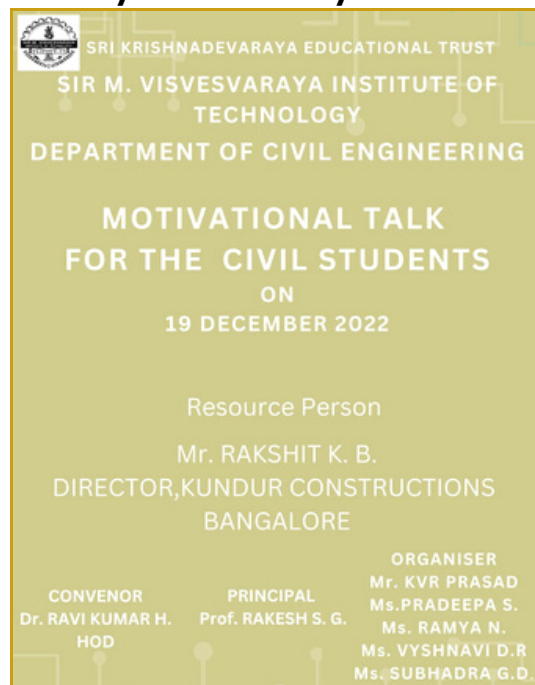 SRI KRISHNADEVARAYA EDUCATIONAL TRUST
SIR M. VISVESVARAYA INSTITUTE OF
TECHNOLOGY
DEPARTMENT OF CIVIL ENGINEERING
MOTIVATIONAL TALK
FOR THE CIVIL STUDENTS
ON
19 DECEMBER 2022
Resource Person
Mr. RAKSHIT K. B.
DIRECTOR,KUNDUR CONSTRUCTIONS
BANGALORE
CONVENOR
Dr. RAVI KUMAR H.
HOD
PRINCIPAL
Prof. RAKESH S. G.
ORGANISER
Mr. KVR PRASAD
Ms.PRADEEPA S.
Ms. RAMYA N.
Ms. VYSHNAVI D.R
Ms. SUBHADRA G.D.